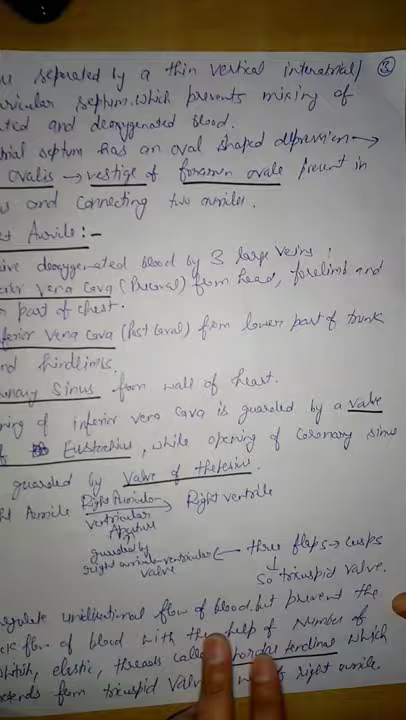 separated by a thin vertical interatrial/ ③
auricular septum. Which prevents mixing of
and deoxygenated blood.
septum has an oval shaped depression →
ovalis → vestige of foramen ovale present in
and connecting two auricles.
Auricle:-
deoxygenated blood by 3 large veins:
Vena Cava (Precaval) from head, forelimb and
part of chest.
Vena Cava (Post Caval) from lower part of trunk
and hindlimbs.
Sinus from wall of heart.
of inferior vena cava is guarded by a valve
of Eustachius, while opening of Coronary sinus
guarded by Valve of thebesius.
Auricle Right Auriculo ventricular Aperture → Right ventricle
guarded by
right auriculo ventricular valve ← three flaps → cusps
↓
So tricuspid valve.
regulate unidirectional flow of blood. but prevent the
flow of blood with the help of Number of
elastic, threads called chordae tendinae which
from tricuspid valve of right auricle.